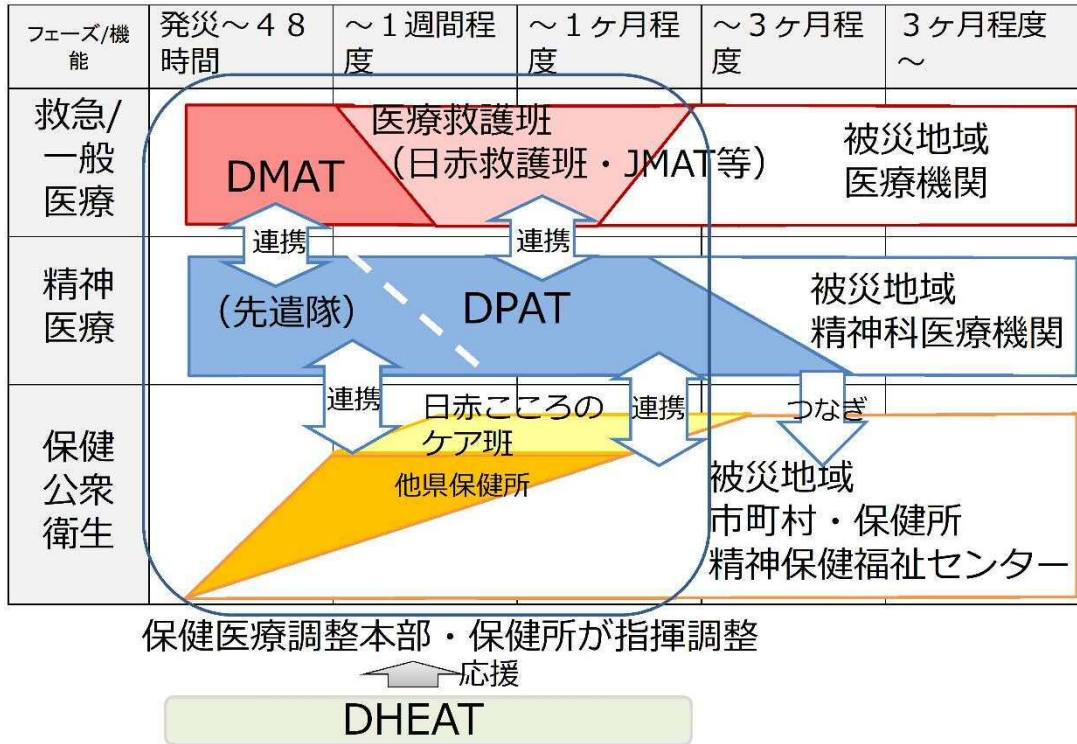 フェーズ/機
能
発災～４８
時間
～１週間程
度
～１ヶ月程
度
～３ヶ月程
度
３ヶ月程度
～
救急/
一般
医療
DMAT
医療救護班
（日赤救護班・JMAT等）
被災地域
医療機関
連携
連携
精神
医療
（先遣隊）
DPAT
被災地域
精神科医療機関
連携
日赤こころの
ケア班
連携
つなぎ
保健
公衆
衛生
他県保健所
被災地域
市町村・保健所
精神保健福祉センター
保健医療調整本部・保健所が指揮調整
応援
DHEAT